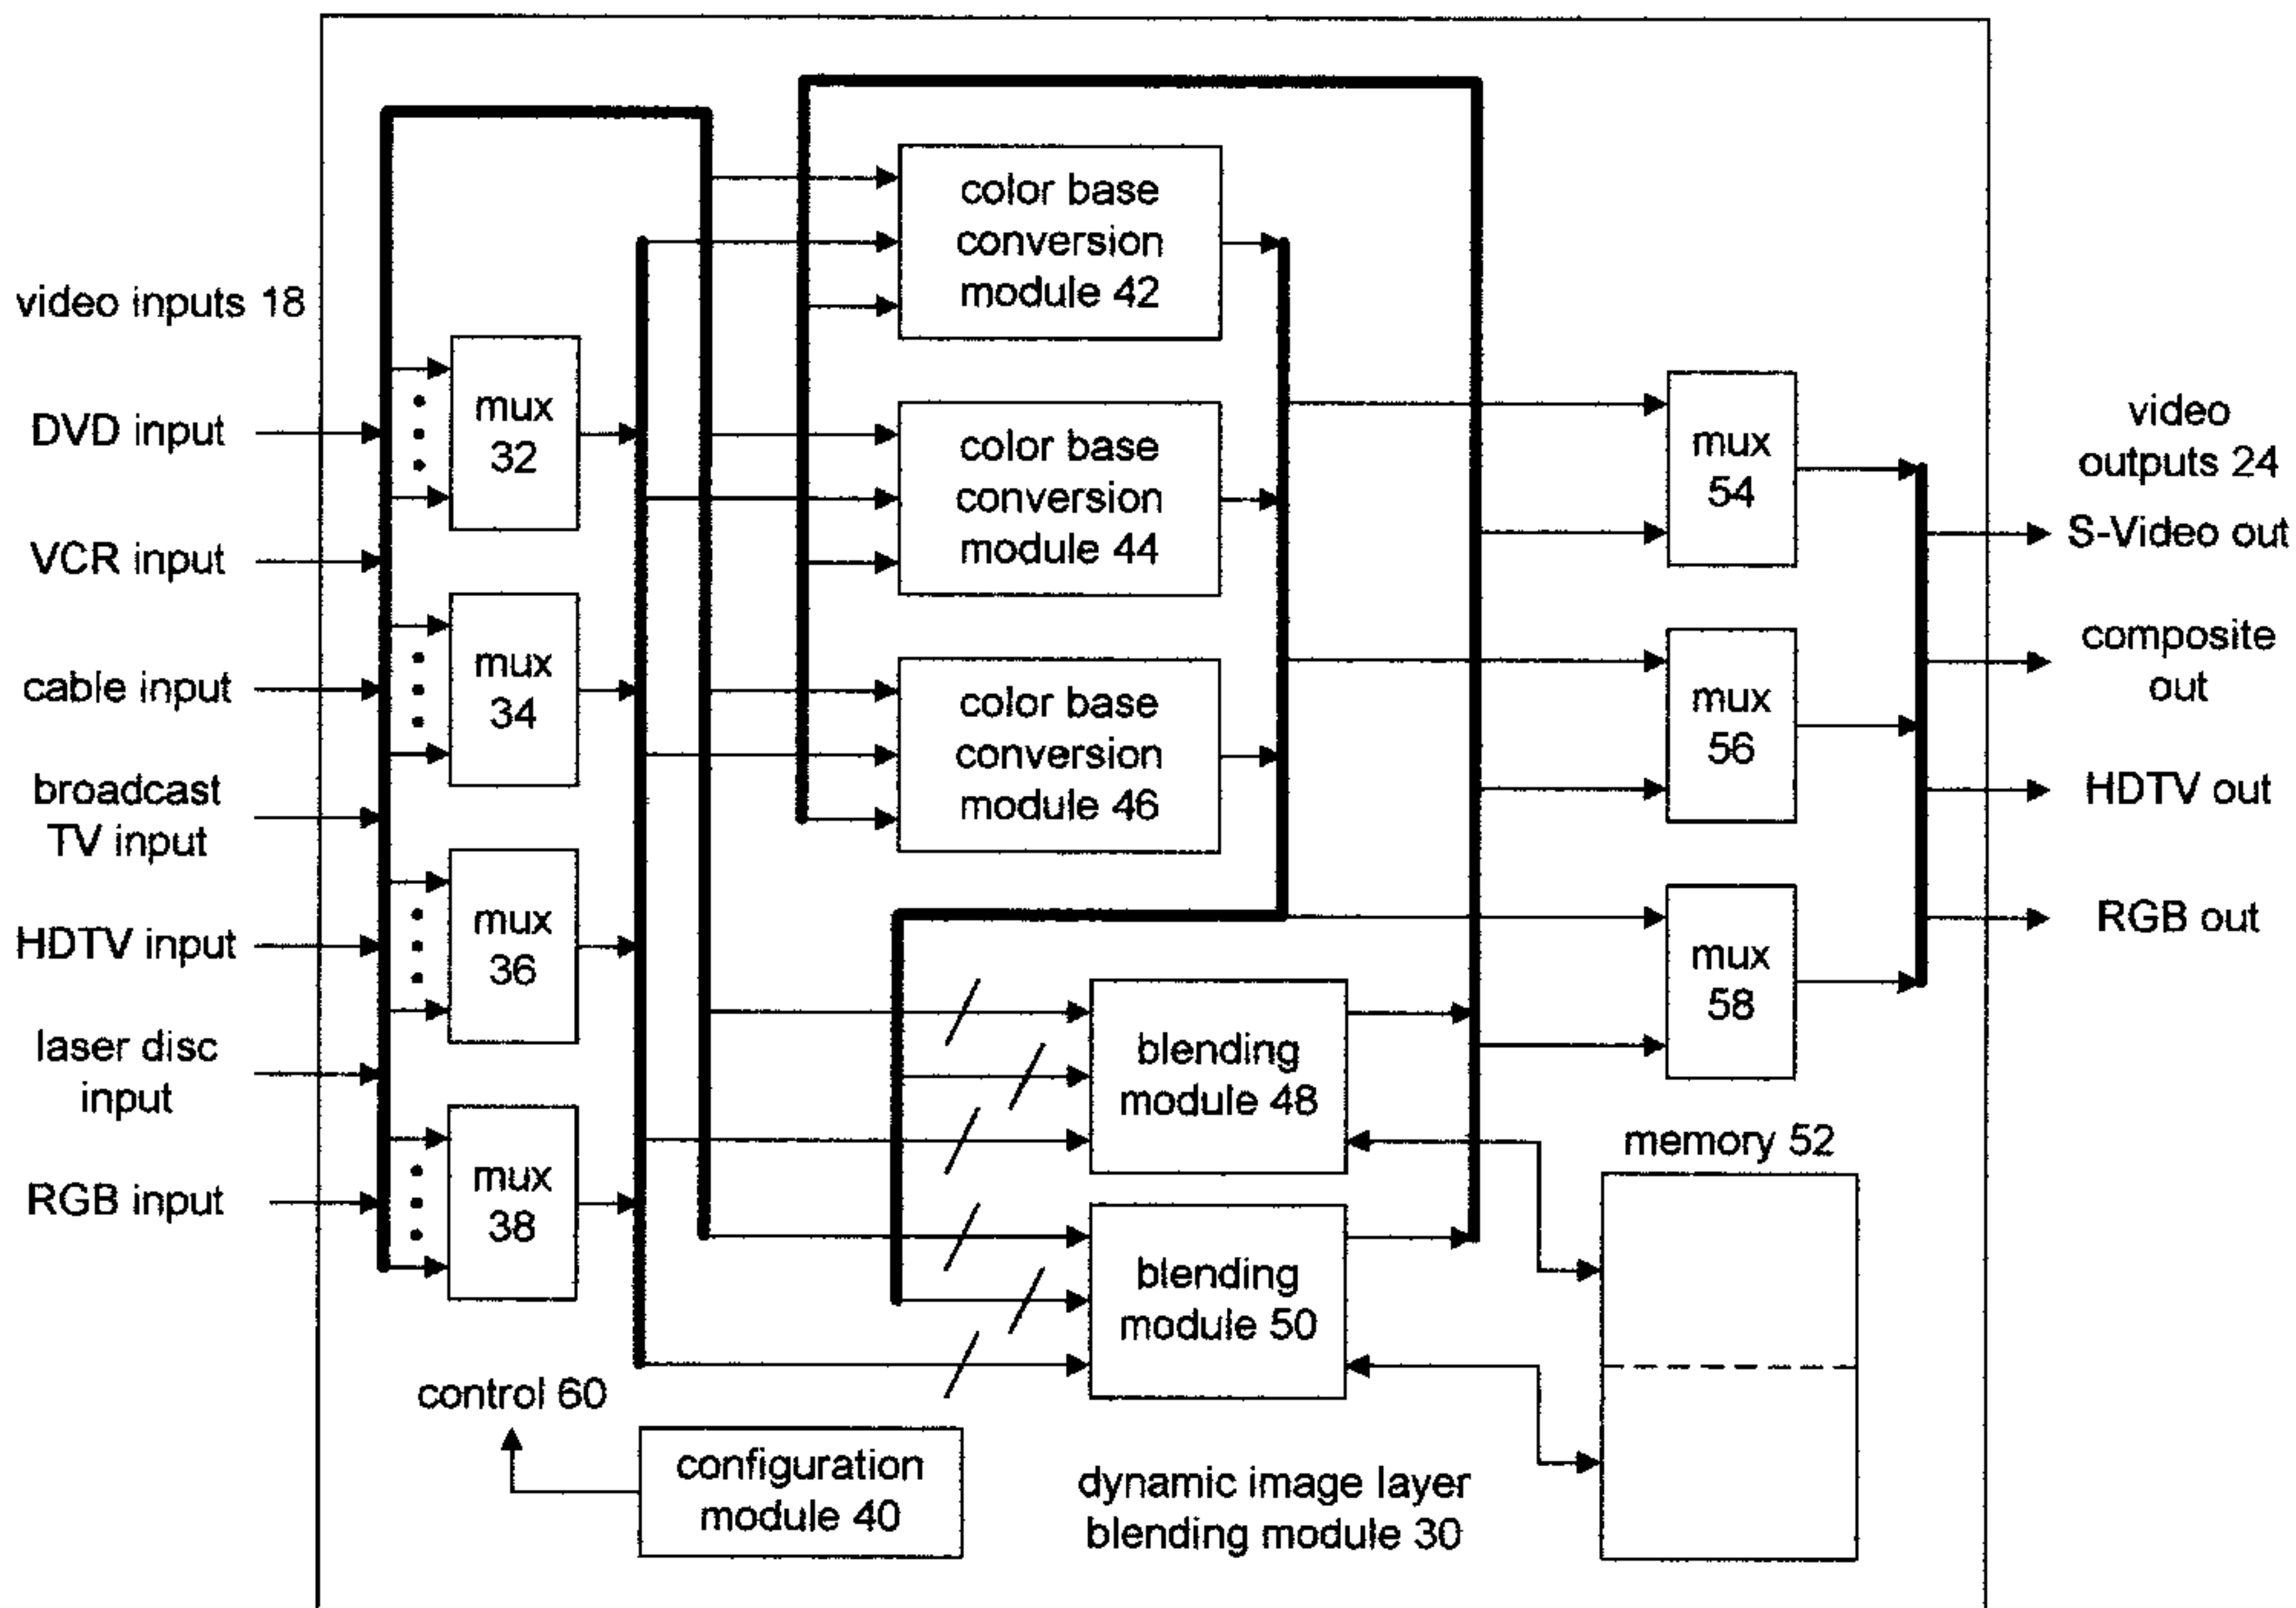 video inputs 18
DVD input
VCR input
cable input
broadcast
TV input
HDTV input
laser disc
input
RGB input
mux
32
mux
34
mux
36
mux
38
control 60
configuration
module 40
color base
conversion
module 42
color base
conversion
module 44
color base
conversion
module 46
blending
module 48
blending
module 50
dynamic image layer
blending module 30
mux
54
mux
56
mux
58
memory 52
video
outputs 24
S-Video out
composite
out
HDTV out
RGB out